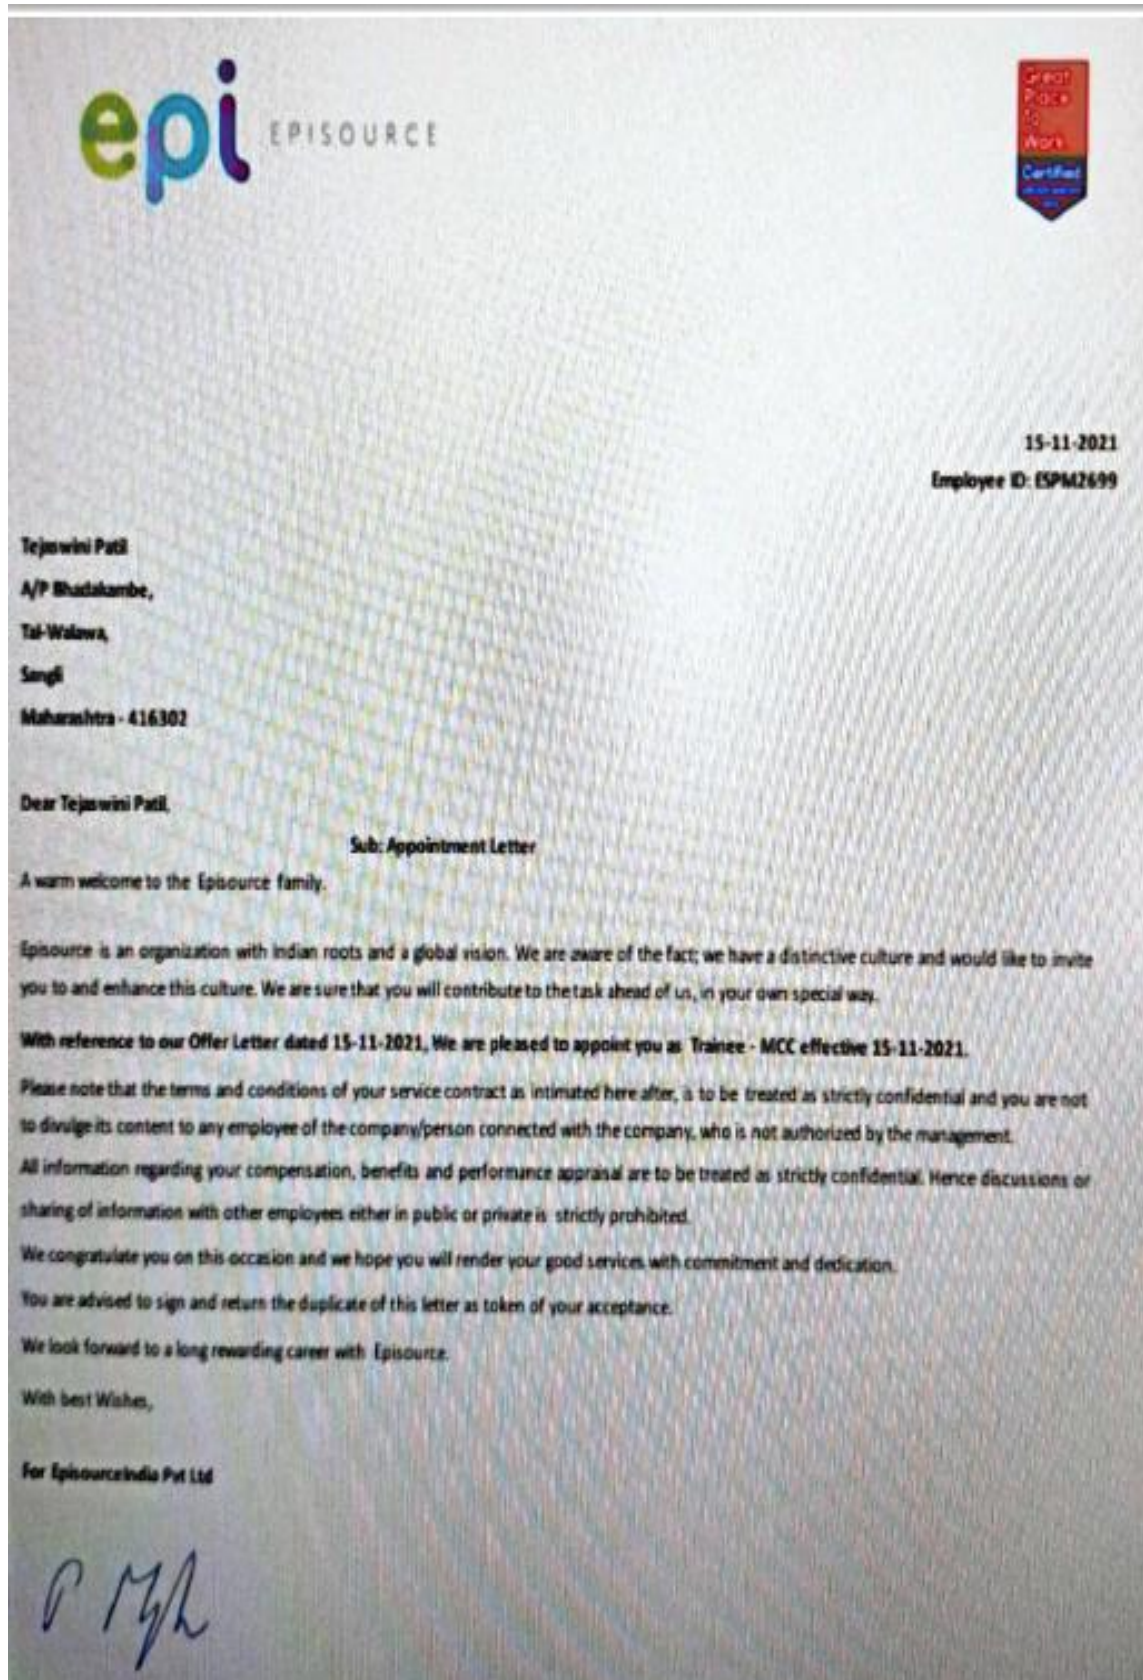 epi EPISOURCE
Great
Place
To
Work
Certified
15-11-2021
Employee ID: ESPM2699
Tejaswini Patil
A/P Bhadakambe,
Tal-Walawa,
Sangli
Maharashtra - 416302
Dear Tejaswini Patil,
Sub: Appointment Letter
A warm welcome to the Episource family.
Episource is an organization with Indian roots and a global vision. We are aware of the fact; we have a distinctive culture and would like to invite
you to and enhance this culture. We are sure that you will contribute to the task ahead of us, in your own special way.
With reference to our Offer Letter dated 15-11-2021, We are pleased to appoint you as Trainee - MCC effective 15-11-2021.
Please note that the terms and conditions of your service contract as intimated here after, is to be treated as strictly confidential and you are not
to divulge its content to any employee of the company/person connected with the company, who is not authorized by the management.
All information regarding your compensation, benefits and performance appraisal are to be treated as strictly confidential. Hence discussions or
sharing of information with other employees either in public or private is strictly prohibited.
We congratulate you on this occasion and we hope you will render your good services with commitment and dedication.
You are advised to sign and return the duplicate of this letter as token of your acceptance.
We look forward to a long rewarding career with Episource.
With best Wishes,
For EpisourceIndia Pvt Ltd